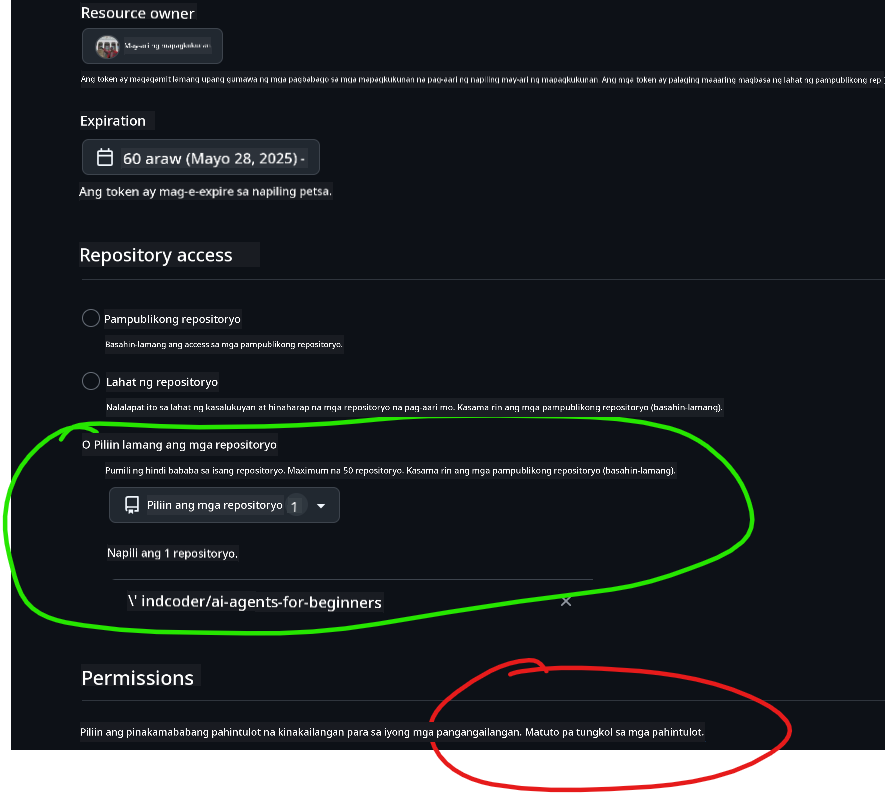 Resource owner
May-ari ng mapagkukunan
Ang token ay magagamit lamang upang gumawa ng mga pagbabago sa mga mapagkukunan na pag-aari ng napiling may-ari ng mapagkukunan. Ang mga token ay palaging maaaring magbasa ng lahat ng pampublikong rep
Expiration
60 araw (Mayo 28, 2025) -
Ang token ay mag-e-expire sa napiling petsa.
Repository access
Pampublikong repositoryo
Basahin-lamang ang access sa mga pampublikong repositoryo.
Lahat ng repositoryo
Nalalapat ito sa lahat ng kasalukuyan at hinaharap na mga repositoryo na pag-aari mo. Kasama rin ang mga pampublikong repositoryo (basahin-lamang).
O Piliin lamang ang mga repositoryo
Pumili ng hindi bababa sa isang repositoryo. Maximum na 50 repositoryo. Kasama rin ang mga pampublikong repositoryo (basahin-lamang).
Piliin ang mga repositoryo 1
Napili ang 1 repositoryo.
\' indcoder/ai-agents-for-beginners
Permissions
Piliin ang pinakamababang pahintulot na kinakailangan para sa iyong mga pangangailangan. Matuto pa tungkol sa mga pahintulot.